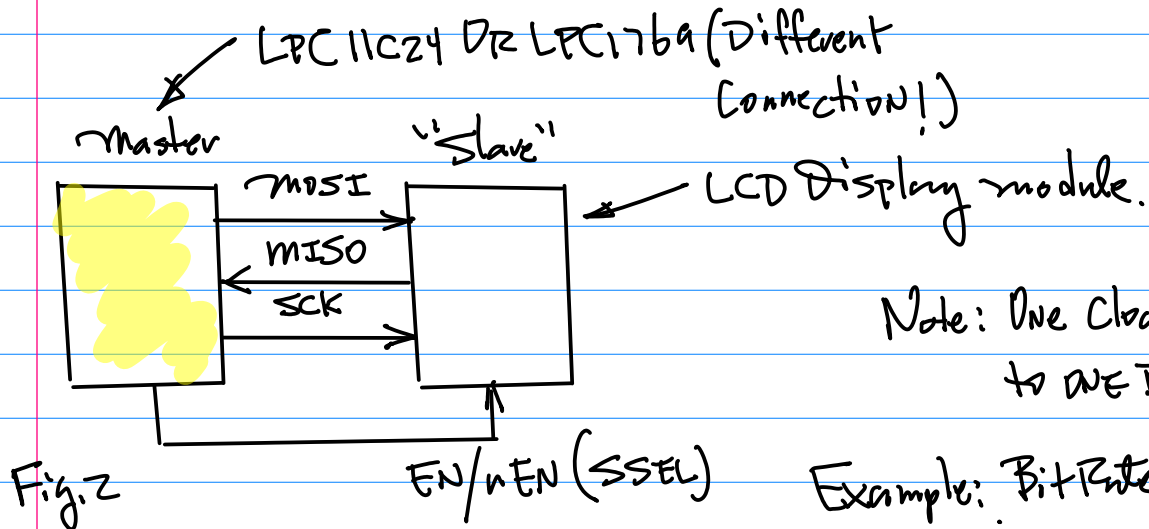 LPC11C24 OR LPC1769 (Different
Connection!)
Master
"Slave"
MOSI
LCD Display module.
MISO
SCK
Note: One Cloc
to ONE
Fig.2
EN/nEN (SSEL)
Example: BitRate